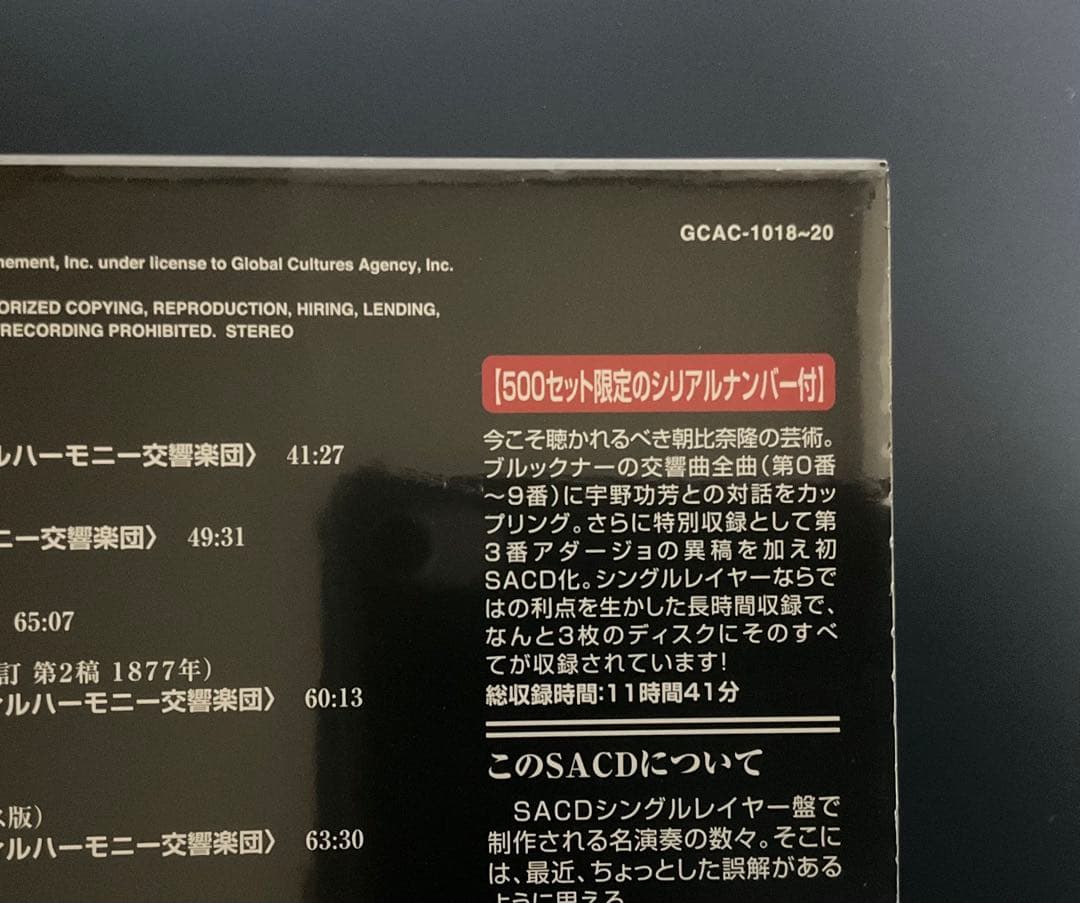 GCAC-1018~20
nement, Inc. under license to Global Cultures Agency, Inc.
ORIZED COPYING, REPRODUCTION, HIRING, LENDING,
RECORDING PROHIBITED. STEREO
【500セット限定のシリアルナンバー付】
今こそ聴かれるべき朝比奈隆の芸術。
ブルックナーの交響曲全曲(第0番
〜9番)に宇野功芳との対話をカッ
プリング。さらに特別収録として第
3番アダージョの異稿を加え初
SACD化。シングルレイヤーならで
はの利点を生かした長時間収録で、
なんと3枚のディスクにそのすべ
てが収録されています!
総収録時間:11時間41分
ルハーモニー交響楽団〉 41:27
ニー交響楽団〉 49:31
65:07
訂 第2稿 1877年)
ルハーモニー交響楽団〉 60:13
ス版)
ルハーモニー交響楽団〉 63:30
このSACDについて
SACDシングルレイヤー盤で
制作される名演奏の数々。そこに
は、最近、ちょっとした誤解がある
ように思える